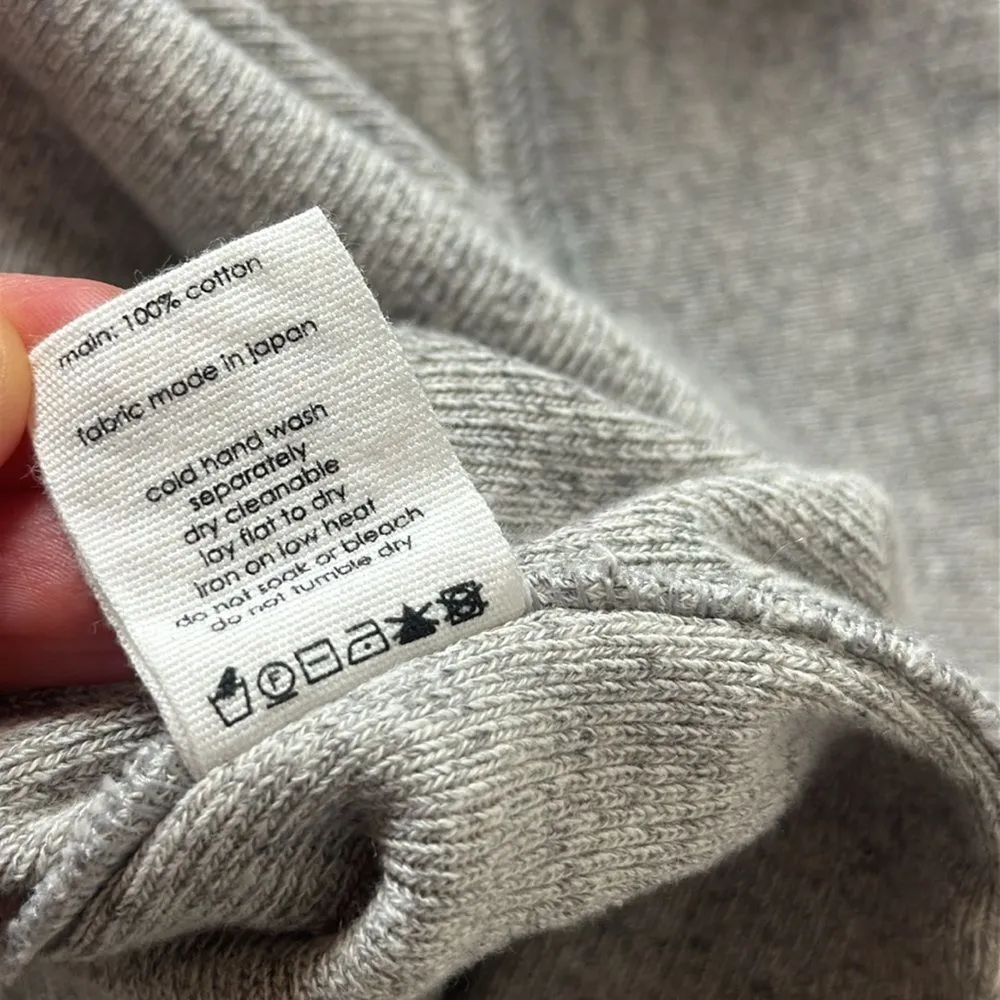 main: 100% cotton
fabric made in japan
cold hand wash
separately
dry cleanable
lay flat to dry
iron on low heat
do not soak or bleach
do not tumble dry
F